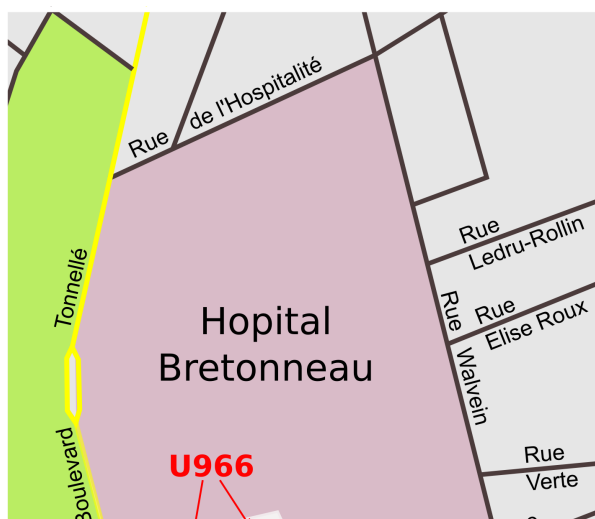 Rue de l'Hospitalité
Rue
Ledru-Rollin
Tonnellé
Rue
Elise Roux
Rue
Walvein
Hopital
Bretonneau
Boulevard
U966
Rue
Verte